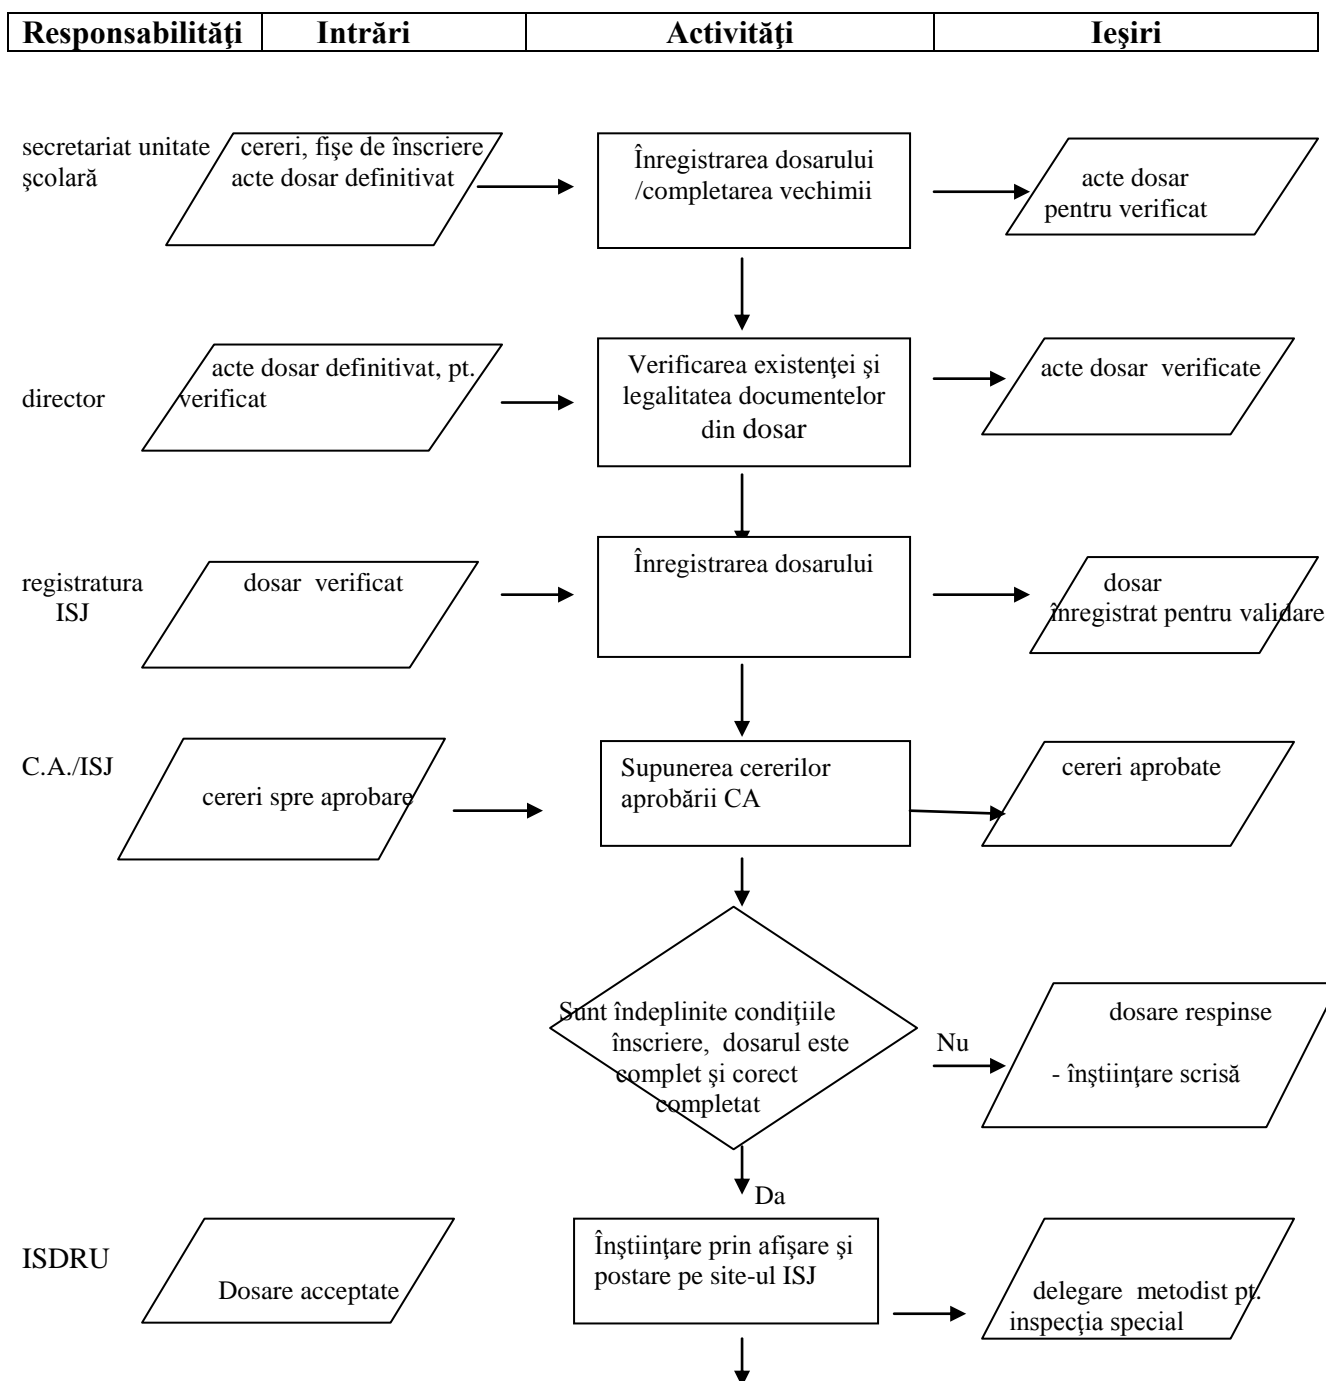 Responsabilităţi Intrări Activităţi Ieşiri
secretariat unitate
şcolară
cereri, fişe de înscriere
acte dosar definitivat
Înregistrarea dosarului
/completarea vechimii
acte dosar
pentru verificat
director
acte dosar definitivat, pt.
verificat
Verificarea existenţei şi
legalitatea documentelor
din dosar
acte dosar verificate
registratura
ISJ
dosar verificat
Înregistrarea dosarului
dosar
înregistrat pentru validare
C.A./ISJ
cereri spre aprobare
Supunerea cererilor
aprobării CA
cereri aprobate
Sunt îndeplinite condiţiile
înscriere, dosarul este
complet şi corect
completat
Nu
dosare respinse
- înştiinţare scrisă
Da
ISDRU
Dosare acceptate
Înştiinţare prin afişare şi
postare pe site-ul ISJ
delegare metodist pt.
inspecţia special